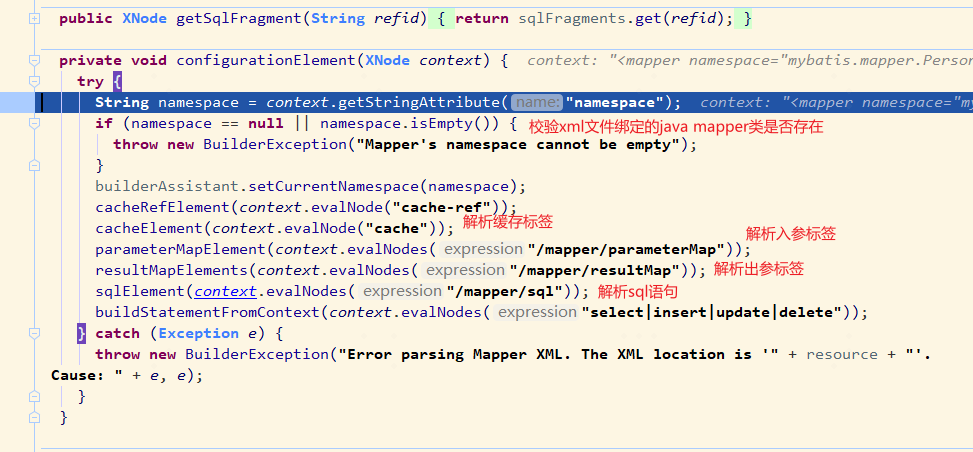 public XNode getSqlFragment(String refid) { return sqlFragments.get(refid); }
private void configurationElement(XNode context) {   context: "<mapper namespace="mybatis.mapper.Person
try {
String namespace = context.getStringAttribute( name: "namespace");   context: "<mapper namespace="my
if (namespace == null || namespace.isEmpty()) { 校验xml文件绑定的java mapper类是否存在
throw new BuilderException("Mapper's namespace cannot be empty");
}
builderAssistant.setCurrentNamespace(namespace);
cacheRefElement(context.evalNode("cache-ref"));
cacheElement(context.evalNode("cache")); 解析缓存标签
parameterMapElement(context.evalNodes( expression "/mapper/parameterMap")); 解析入参标签
resultMapElements(context.evalNodes( expression "/mapper/resultMap")); 解析出参标签
sqlElement(context.evalNodes( expression "/mapper/sql")); 解析sql语句
buildStatementFromContext(context.evalNodes( expression "select|insert|update|delete"));
} catch (Exception e) {
throw new BuilderException("Error parsing Mapper XML. The XML location is '" + resource + "'.
Cause: " + e, e);
}
}